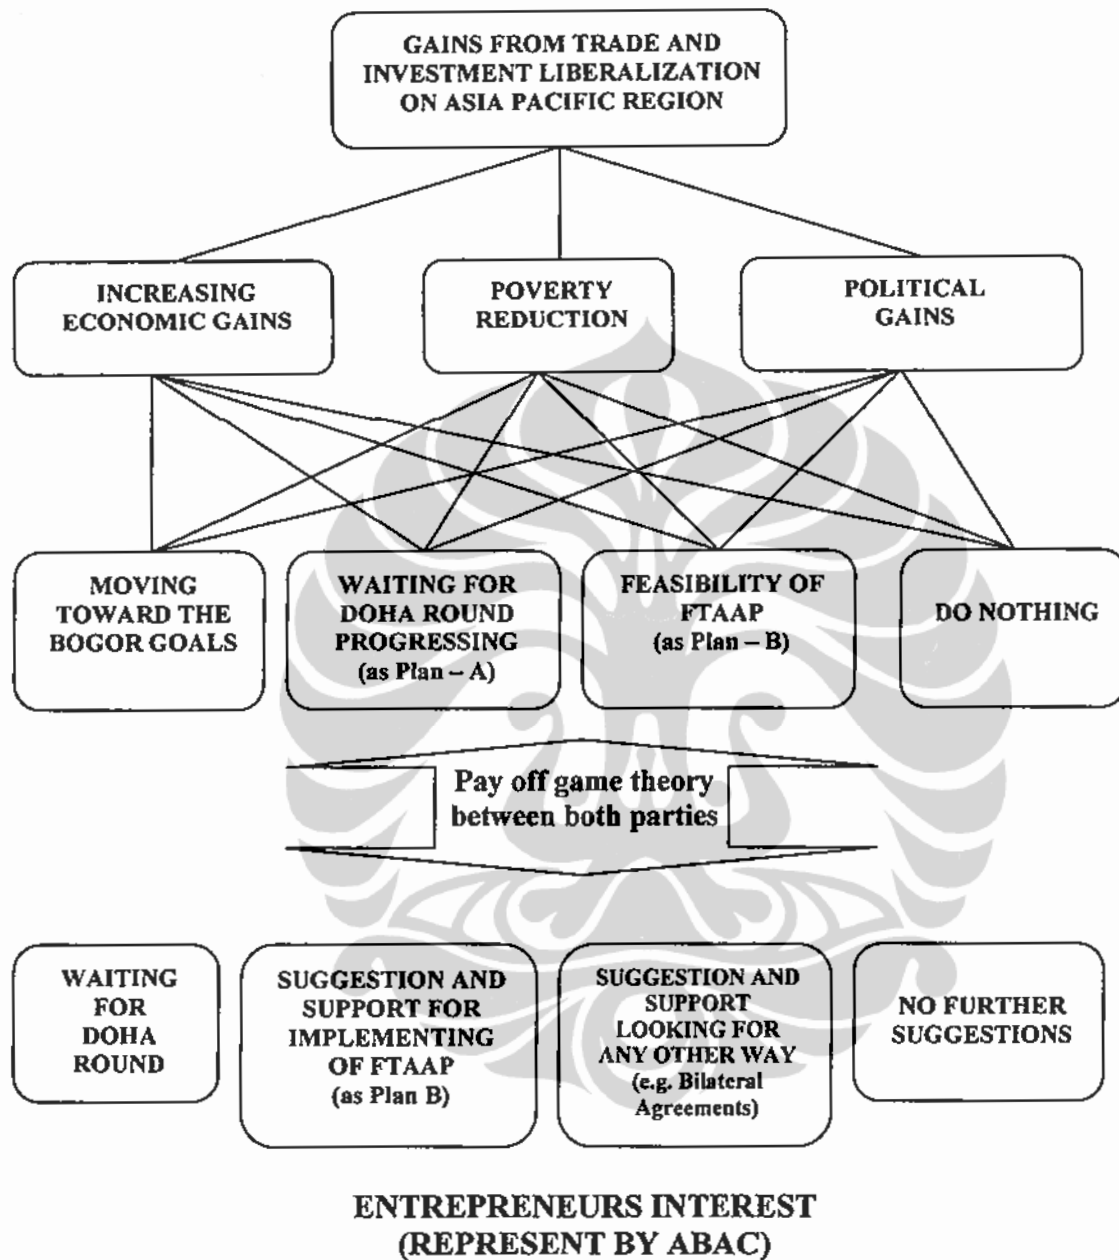 GAINS FROM TRADE AND
INVESTMENT LIBERALIZATION
ON ASIA PACIFIC REGION
INCREASING
ECONOMIC GAINS
POVERTY
REDUCTION
POLITICAL
GAINS
MOVING
TOWARD THE
BOGOR GOALS
WAITING FOR
DOHA ROUND
PROGRESSING
(as Plan – A)
FEASIBILITY OF
FTAAP
(as Plan – B)
DO NOTHING
Pay off game theory
between both parties
WAITING
FOR
DOHA
ROUND
SUGGESTION AND
SUPPORT FOR
IMPLEMENTING
OF FTAAP
(as Plan B)
SUGGESTION AND
SUPPORT
LOOKING FOR
ANY OTHER WAY
(e.g. Bilateral
Agreements)
NO FURTHER
SUGGESTIONS
ENTREPRENEURS INTEREST
(REPRESENT BY ABAC)